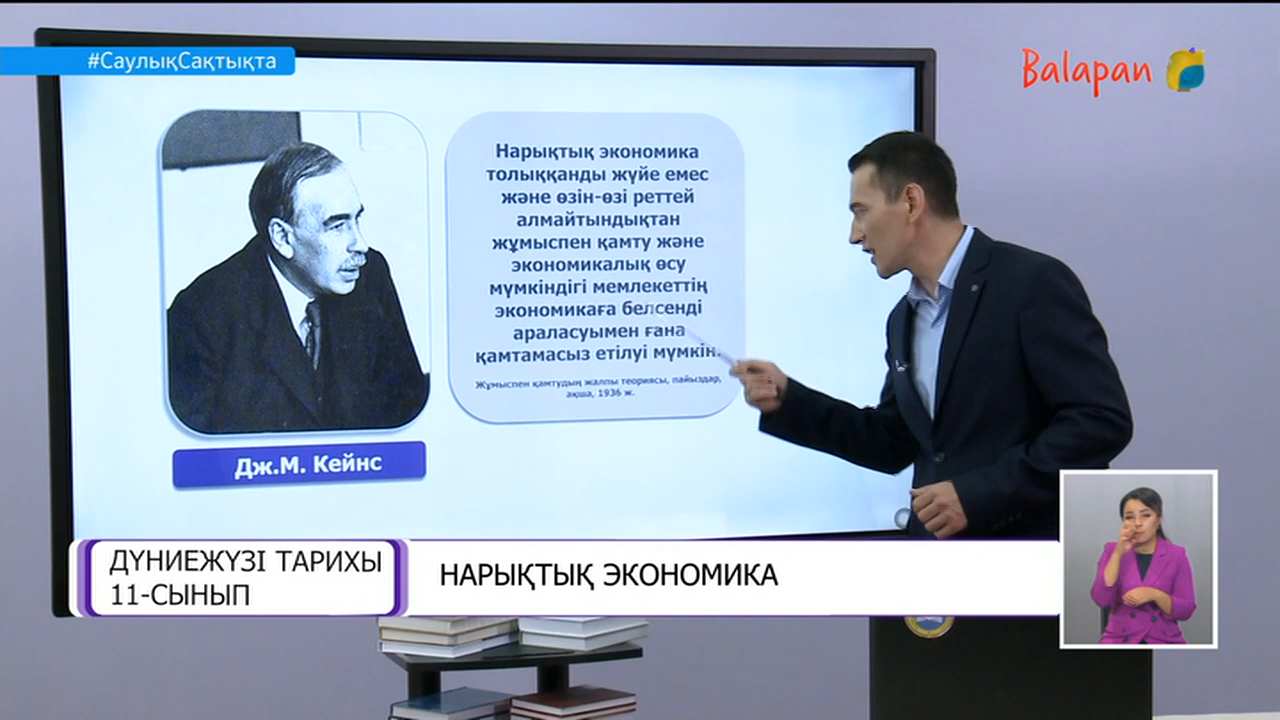 #СаулықСақтықта
Balapan
Нарықтық экономика
толыққанды жүйе емес
және өзін-өзі реттей
алмайтындықтан
жұмыспен қамту және
экономикалық өсу
мүмкіндігі мемлекеттің
экономикаға белсенді
араласуымен ғана
қамтамасыз етілуі мүмкін.
Жұмыспен қамтудың жалпы теориясы, пайыздар,
ақша, 1936 ж.
Дж.М. Кейнс
ДҮНИЕЖҮЗІ ТАРИХЫ
11-СЫНЫП
НАРЫҚТЫҚ ЭКОНОМИКА